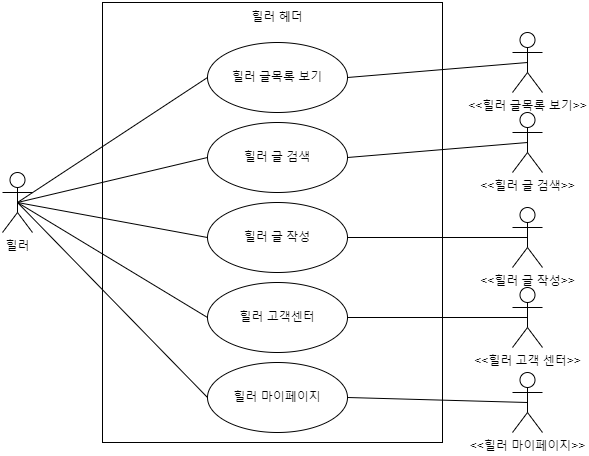 힐러 헤더
힐러 글목록 보기
<<힐러 글목록 보기>>
힐러 글 검색
<<힐러 글 검색>>
힐러
힐러 글 작성
<<힐러 글 작성>>
힐러 고객센터
<<힐러 고객 센터>>
힐러 마이페이지
<<힐러 마이페이지>>